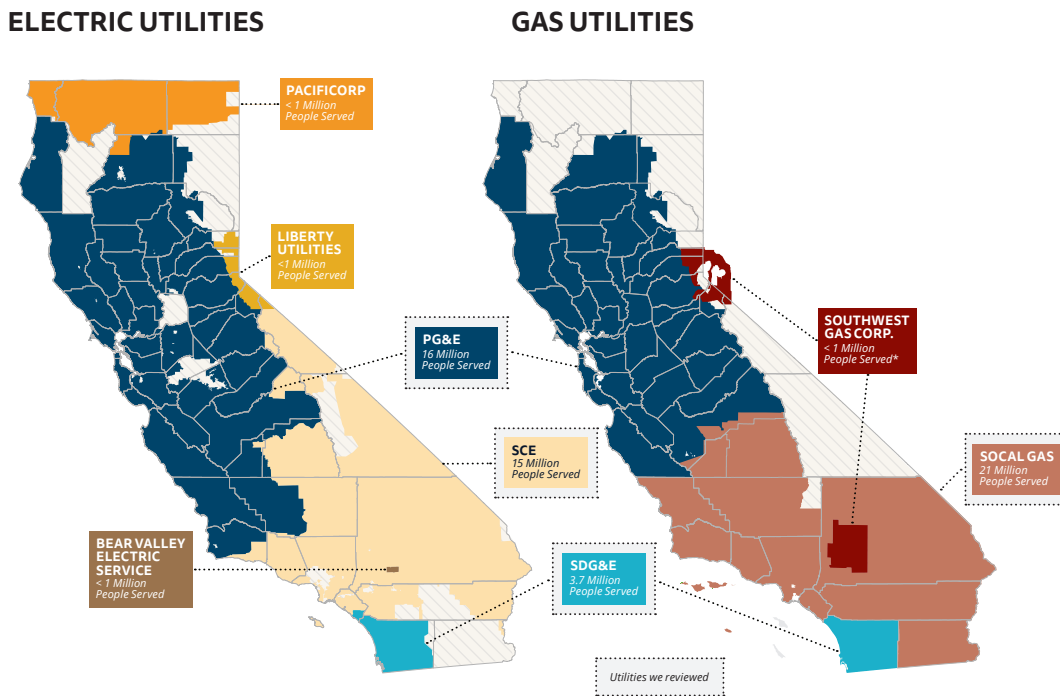 ELECTRIC UTILITIES
GAS UTILITIES
PACIFICORP
< 1 Million
People Served
LIBERTY
UTILITIES
<1 Million
People Served
PG&E
16 Million
People Served
SOUTHWEST
GAS CORP.
< 1 Million
People Served*
SCE
15 Million
People Served
SOCAL GAS
21 Million
People Served
BEAR VALLEY
ELECTRIC
SERVICE
< 1 Million
People Served
SDG&E
3.7 Million
People Served
Utilities we reviewed